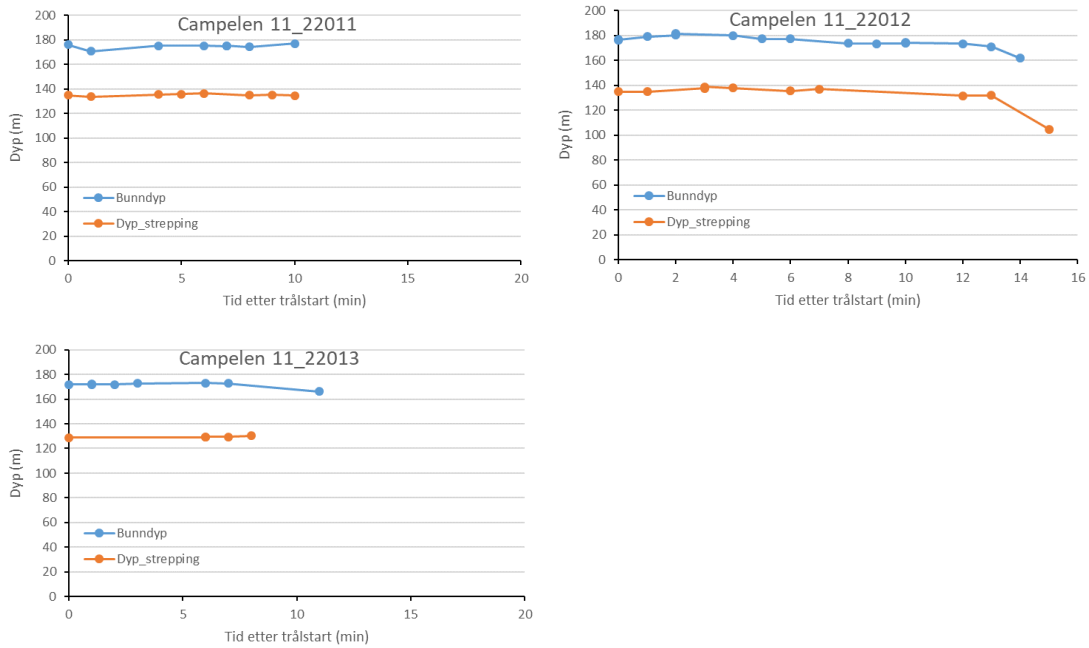 Campelen 11_22011
200
180
160
140
120
100
80
60
40
20
0
Dyp (m)
Bunndyp
Dyp_strepping
0 5 10 15 20
Tid etter trålstart (min)
Campelen 11_22012
200
180
160
140
120
100
80
60
40
20
0
Dyp (m)
Bunndyp
Dyp_strepping
0 2 4 6 8 10 12 14 16
Tid etter trålstart (min)
Campelen 11_22013
200
180
160
140
120
100
80
60
40
20
0
Dyp (m)
Bunndyp
Dyp_strepping
0 5 10 15 20
Tid etter trålstart (min)